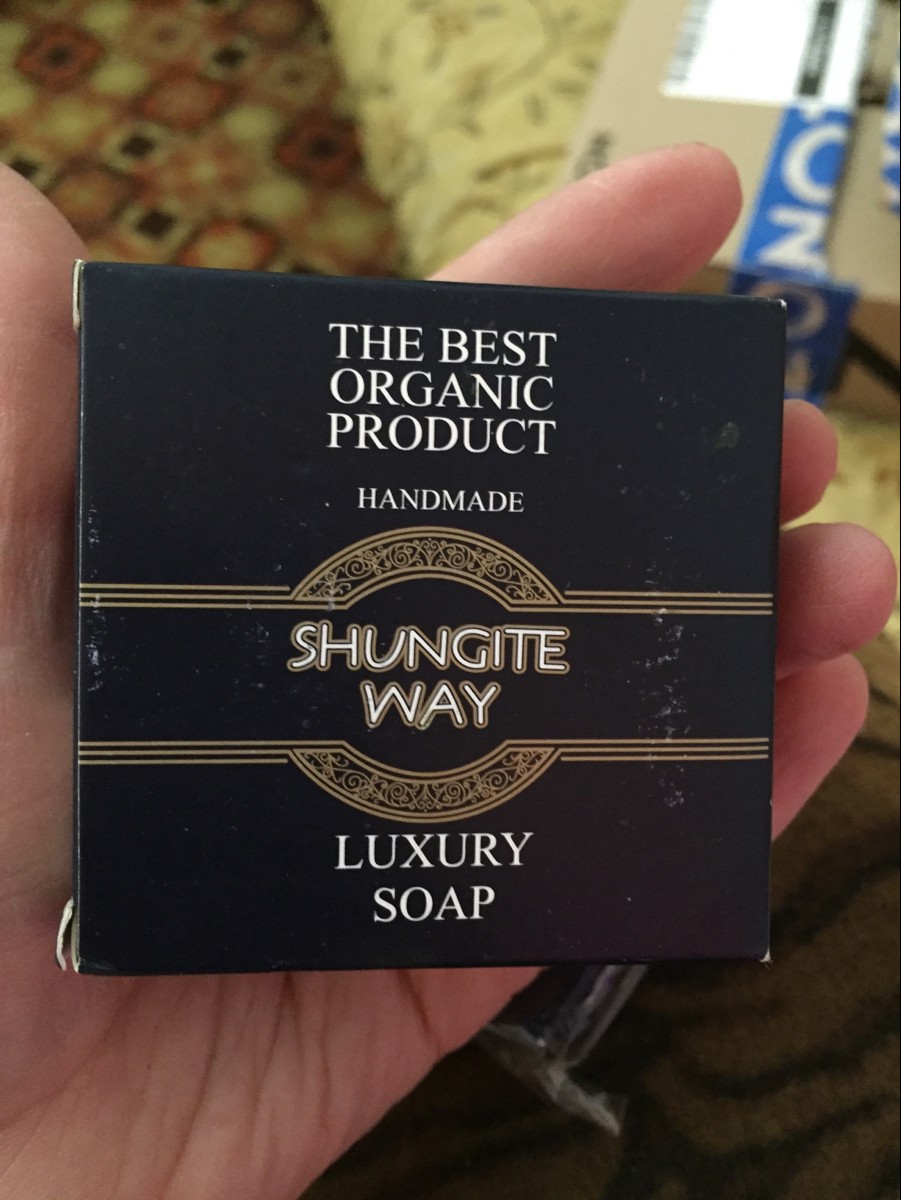 THE BEST
ORGANIC
PRODUCT
HANDMADE
SHUNGITE
WAY
LUXURY
SOAP